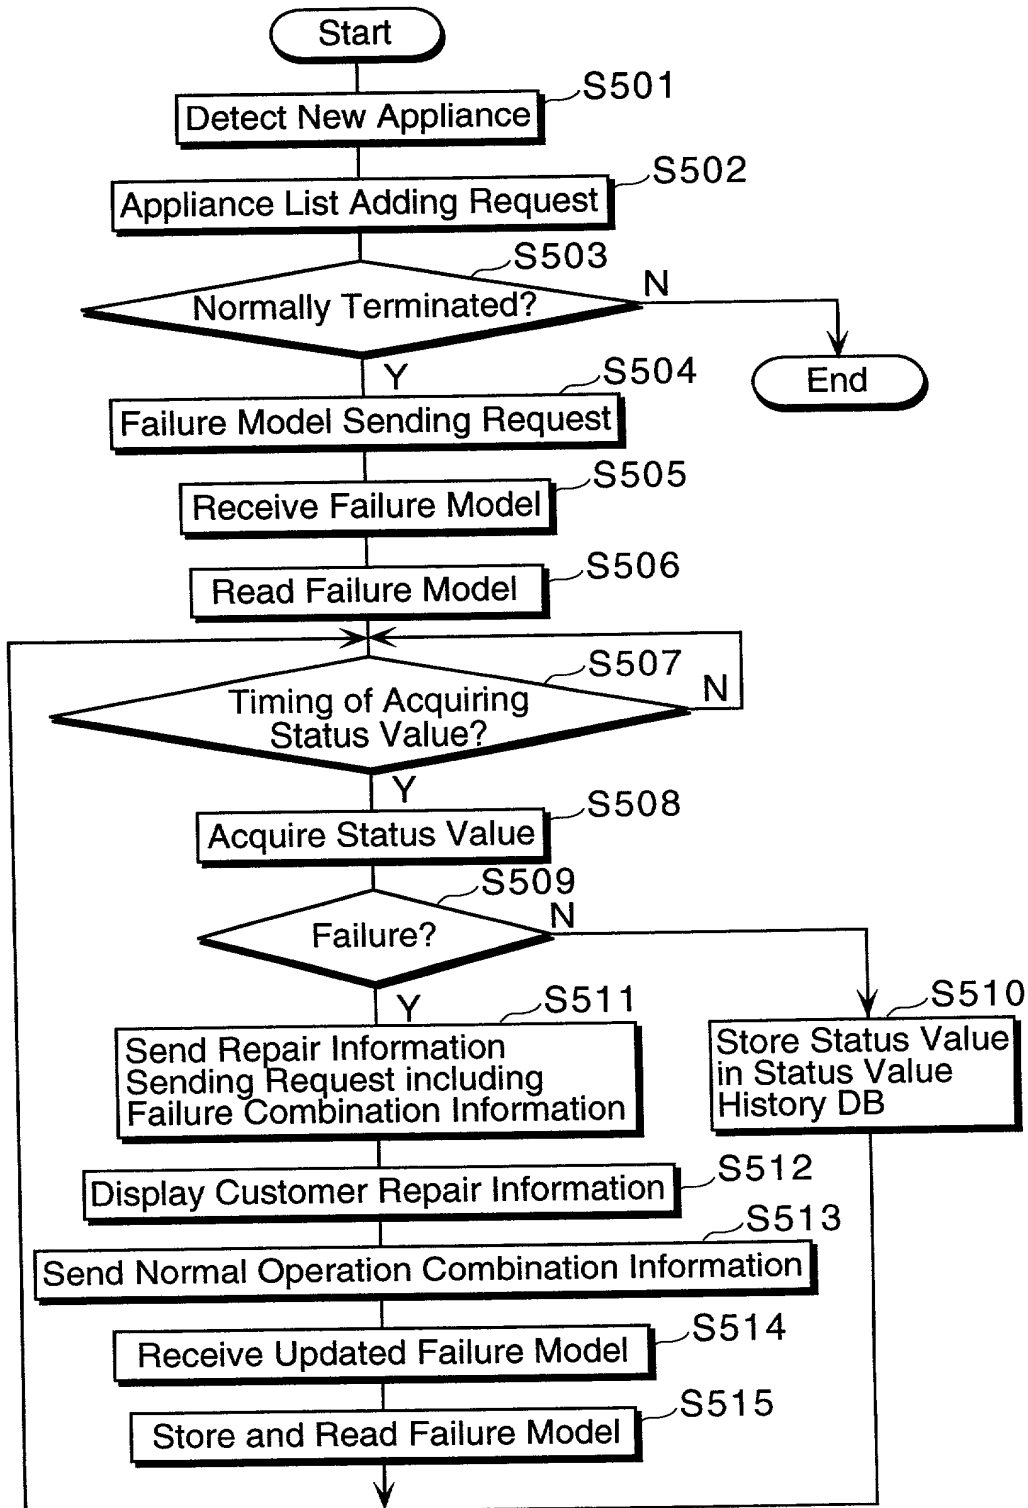 Start
S501
Detect New Appliance
S502
Appliance List Adding Request
S503
Normally Terminated?
N
End
Y
S504
Failure Model Sending Request
S505
Receive Failure Model
S506
Read Failure Model
S507
Timing of Acquiring
Status Value?
N
Y
S508
Acquire Status Value
S509
Failure?
N
Y
S510
Store Status Value
in Status Value
History DB
S511
Send Repair Information
Sending Request including
Failure Combination Information
S512
Display Customer Repair Information
S513
Send Normal Operation Combination Information
S514
Receive Updated Failure Model
S515
Store and Read Failure Model